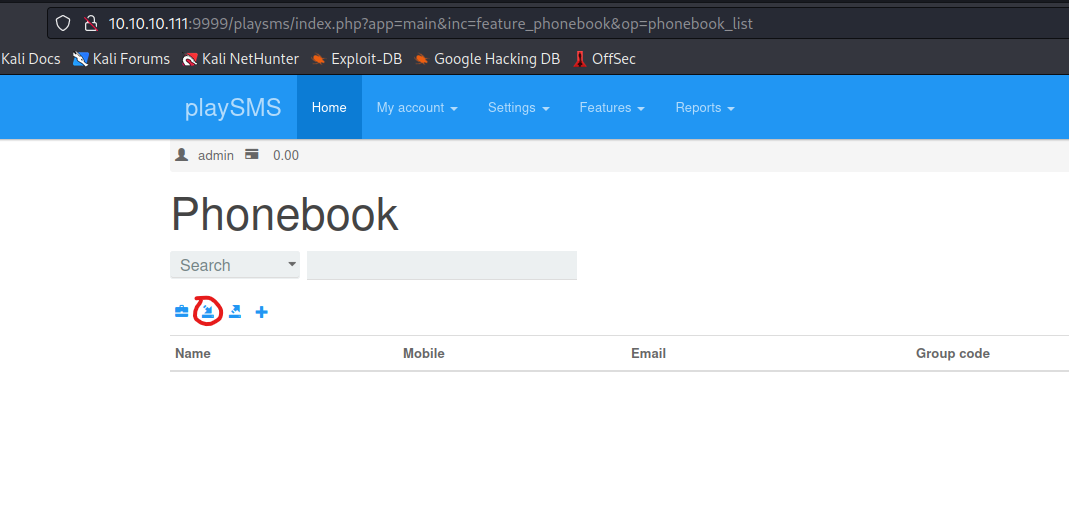 10.10.10.111:9999/playsms/index.php?app=main&inc=feature_phonebook&op=phonebook_list
Kali Docs Kali Forums Kali NetHunter Exploit-DB Google Hacking DB OffSec
playSMS Home My account Settings Features Reports
admin 0.00
Phonebook
Search
Name Mobile Email Group code